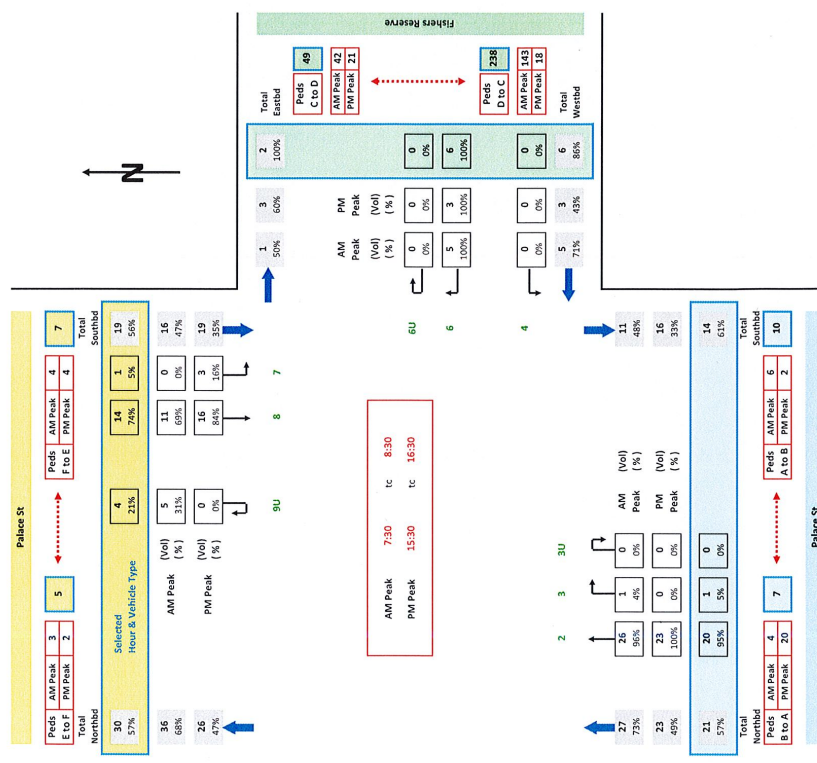 Palace St
Peds
E to F
AM Peak 3
PM Peak 2
5
Peds
F to E
AM Peak 4
PM Peak 4
7
Total
Northbd
Total
Southbd
30
57%
Selected
Hour & Vehicle Type
4
21%
14
74%
1
5%
19
56%
36
68%
AM Peak
(Vol)
( % )
5
31%
11
69%
0
0%
16
47%
26
47%
PM Peak
(Vol)
( % )
0
0%
16
84%
3
16%
19
35%
9U
8
7
N
Total
Eastbd
1
50%
3
60%
2
100%
Peds
C to D
49
AM Peak 42
PM Peak 21
Fishers Reserve
AM
Peak
(Vol)
( % )
PM
Peak
(Vol)
( % )
6U
0
0%
0
0%
0
0%
6
5
100%
3
100%
6
100%
4
0
0%
0
0%
0
0%
Peds
D to C
238
AM Peak 143
PM Peak 18
5
71%
3
43%
6
86%
Total
Westbd
AM Peak 7:30 tc 8:30
PM Peak 15:30 tc 16:30
2
3
3U
27
73%
26
96%
1
4%
0
0%
AM
Peak
(Vol)
( % )
11
48%
23
49%
23
100%
0
0%
0
0%
PM
Peak
(Vol)
( % )
16
33%
21
57%
20
95%
1
5%
0
0%
14
61%
Total
Northbd
Total
Southbd
Peds
B to A
AM Peak 4
PM Peak 20
7
Peds
A to B
AM Peak 6
PM Peak 2
10
Palace St